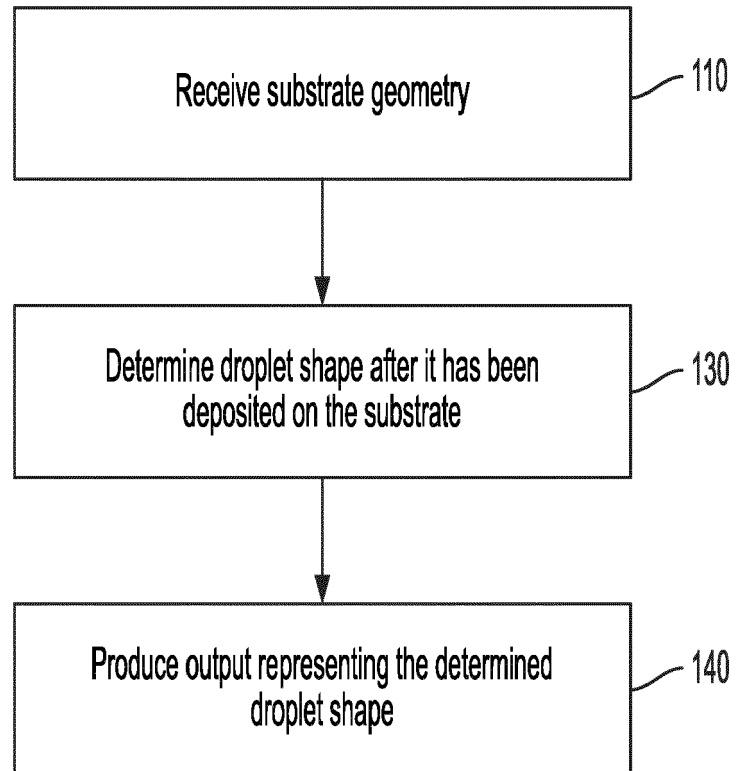 Receive substrate geometry
110
Determine droplet shape after it has been
deposited on the substrate
130
Produce output representing the determined
droplet shape
140